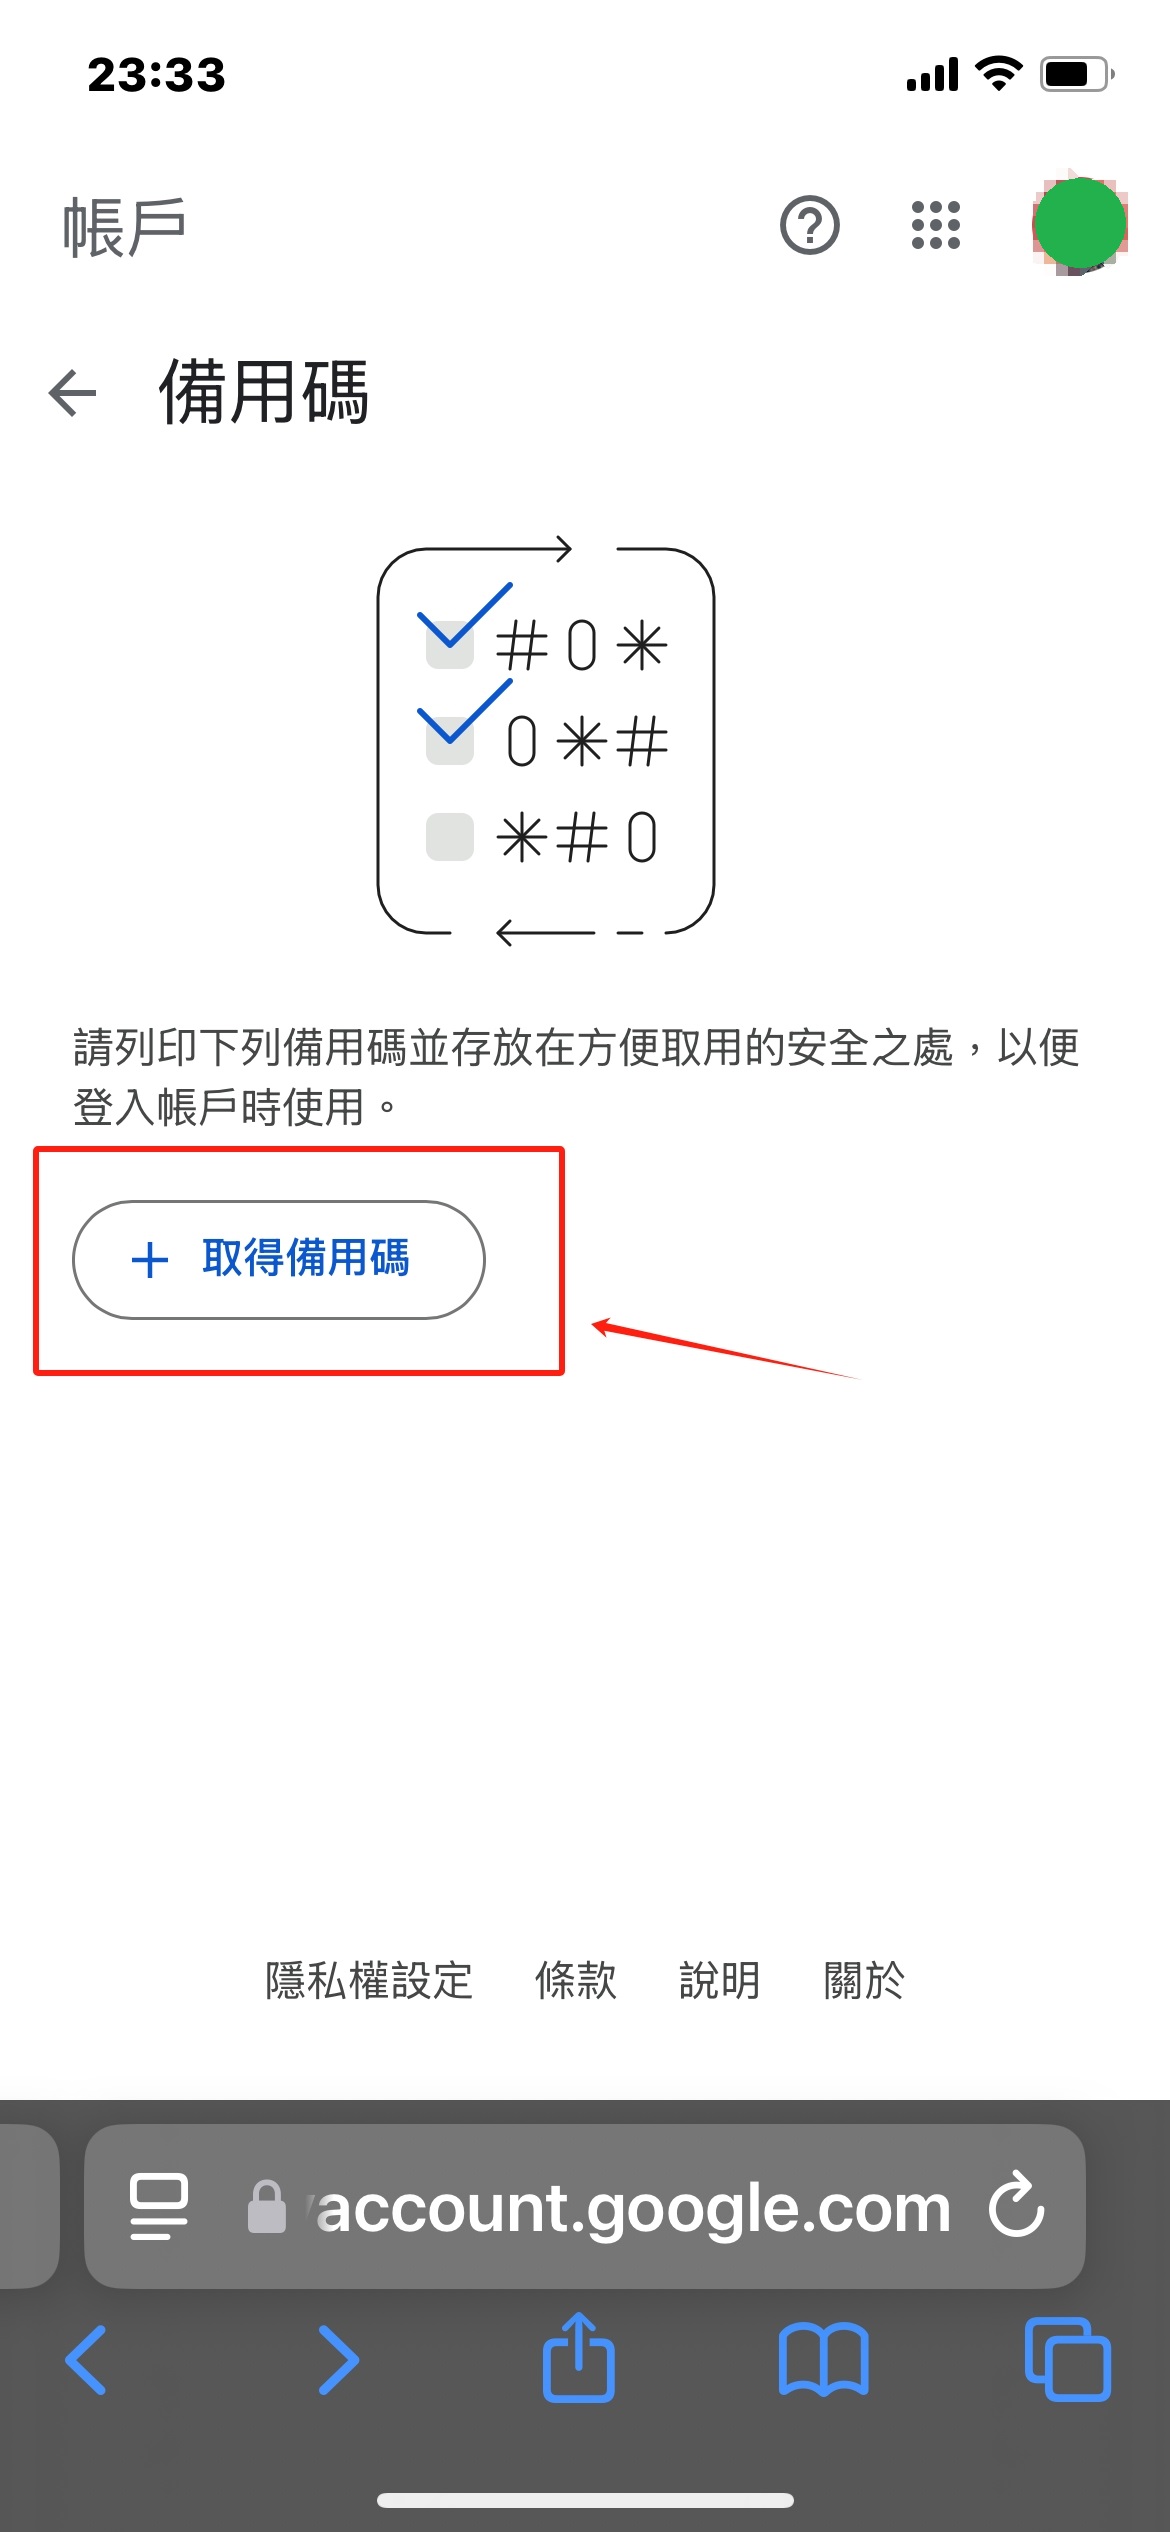 23:33
帳戶
備用碼
#0*
0*#
*#0
請列印下列備用碼並存放在方便取用的安全之處，以便
登入帳戶時使用。
+ 取得備用碼
隱私權設定 條款 說明 關於
account.google.com